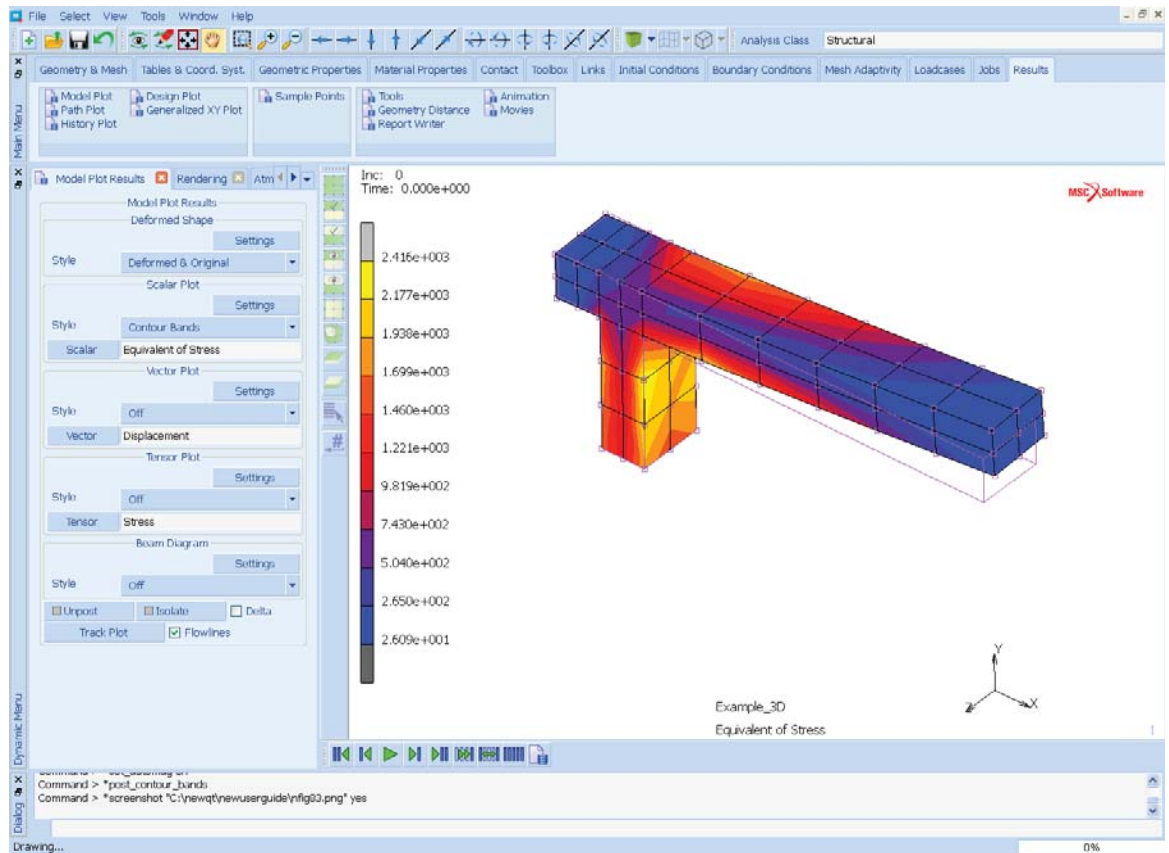 File Select View Tools Window Help
Analysis Class Structural
Geometry & Mesh Tables & Coord. Syst. Geometric Properties Material Properties Contact Toolbox Links Initial Conditions Boundary Conditions Mesh Adaptivity Loadcases Jobs Results
Main Menu
Model Plot Design Plot Sample Points Tools Animation
Path Plot Generalized XY Plot Geometry Distance Movies
History Plot Report Writer
Dynamic Menu
Model Plot Results Rendering Atm
Model Plot Results
Deformed Shape
Settings
Style Deformed & Original
Scalar Plot
Settings
Style Contour Bands
Scalar Equivalent of Stress
Vector Plot
Settings
Style Off
Vector Displacement
Tensor Plot
Settings
Style Off
Tensor Stress
Beam Diagram
Settings
Style Off
Unpost Isolate Delta
Track Plot Flowlines
Inc: 0
Time: 0.000e+000
MSC Software
2.416e+003
2.177e+003
1.938e+003
1.699e+003
1.460e+003
1.221e+003
9.819e+002
7.430e+002
5.040e+002
2.650e+002
2.609e+001
Y
Z X
Example_3D
Equivalent of Stress
1
Dialog
Command > *post_contour_bands
Command > *screenshot "C:\newqt\newuserguide\nfig03.png" yes
Drawing... 0%